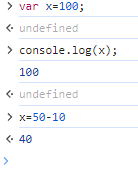 > var x=100;
< undefined
> console.log(x);
100
< undefined
> x=50-10
< 40
>